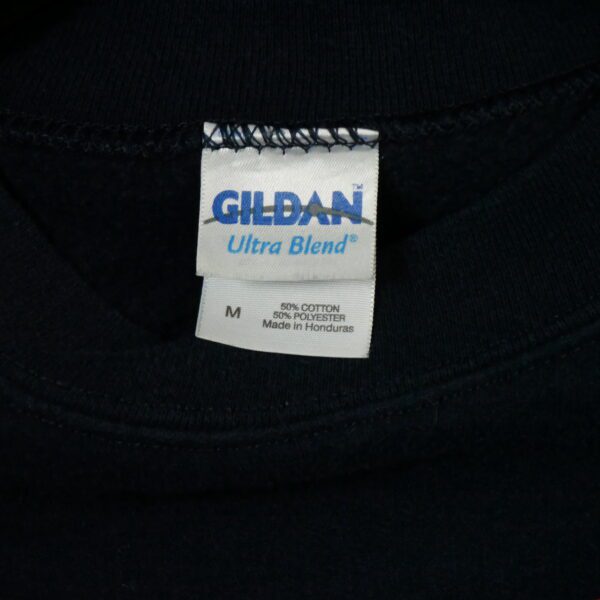 GILDAN™
Ultra Blend®
M
50% COTTON
50% POLYESTER
Made in Honduras